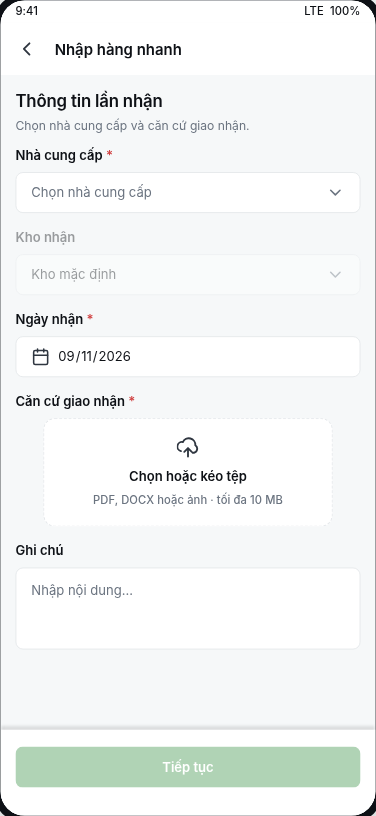 9:41 LTE 100%
Nhập hàng nhanh
Thông tin lần nhận
Chọn nhà cung cấp và căn cứ giao nhận.
Nhà cung cấp *
Chọn nhà cung cấp
Kho nhận
Kho mặc định
Ngày nhận *
09/11/2026
Căn cứ giao nhận *
Chọn hoặc kéo tệp
PDF, DOCX hoặc ảnh · tối đa 10 MB
Ghi chú
Nhập nội dung...
Tiếp tục